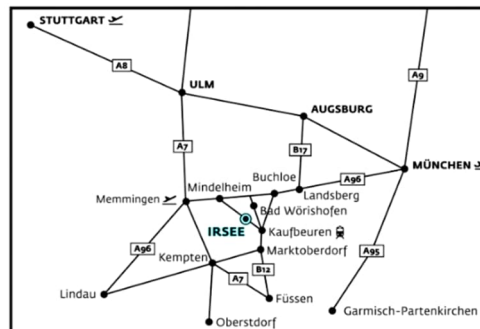 STUTTGART
A8
A9
ULM
AUGSBURG
A7
B17
MÜNCHEN
Buchloe
A96
Mindelheim
Landsberg
Memmingen
Bad Wörishofen
IRSEE
Kaufbeuren
A96
Marktoberdorf
A95
Kempten
B12
A7
Lindau
Füssen
Garmisch-Partenkirchen
Oberstdorf